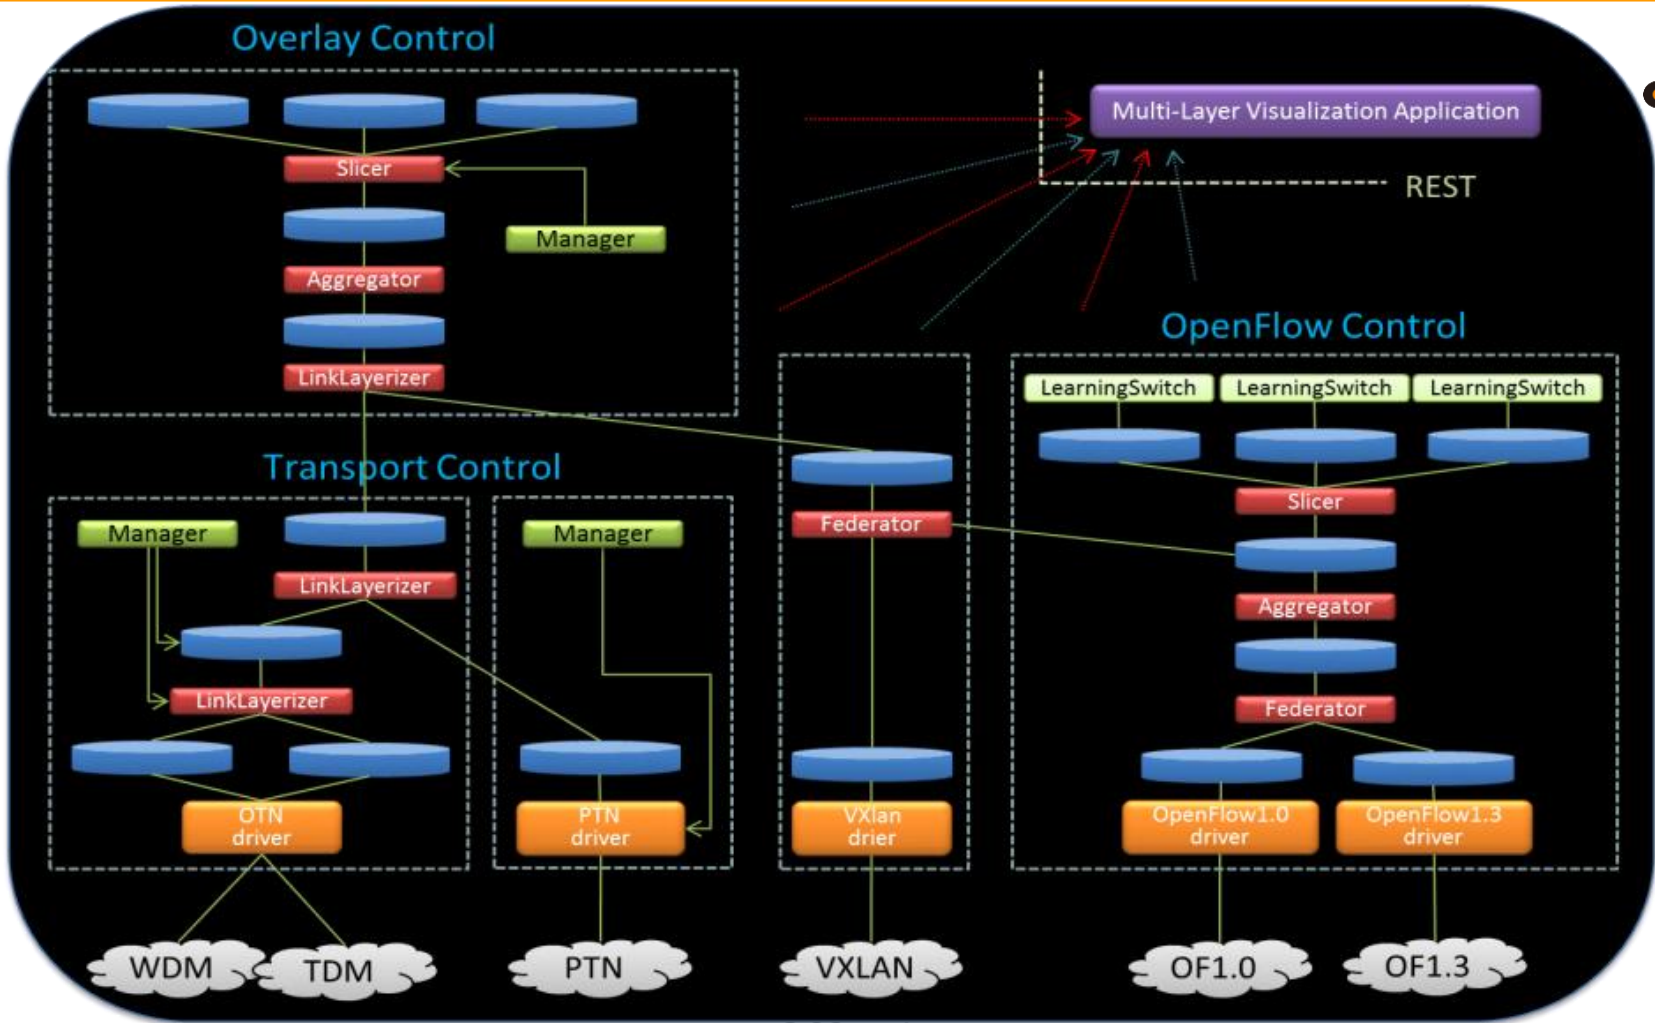 Overlay Control
Multi-Layer Visualization Application
Slicer
REST
Manager
Aggregator
OpenFlow Control
LinkLayerizer
LearningSwitch
LearningSwitch
LearningSwitch
Transport Control
Slicer
Manager
Manager
Federator
LinkLayerizer
Aggregator
LinkLayerizer
Federator
OTN
driver
PTN
driver
VXlan
drier
OpenFlow1.0
driver
OpenFlow1.3
driver
WDM
TDM
PTN
VXLAN
OF1.0
OF1.3